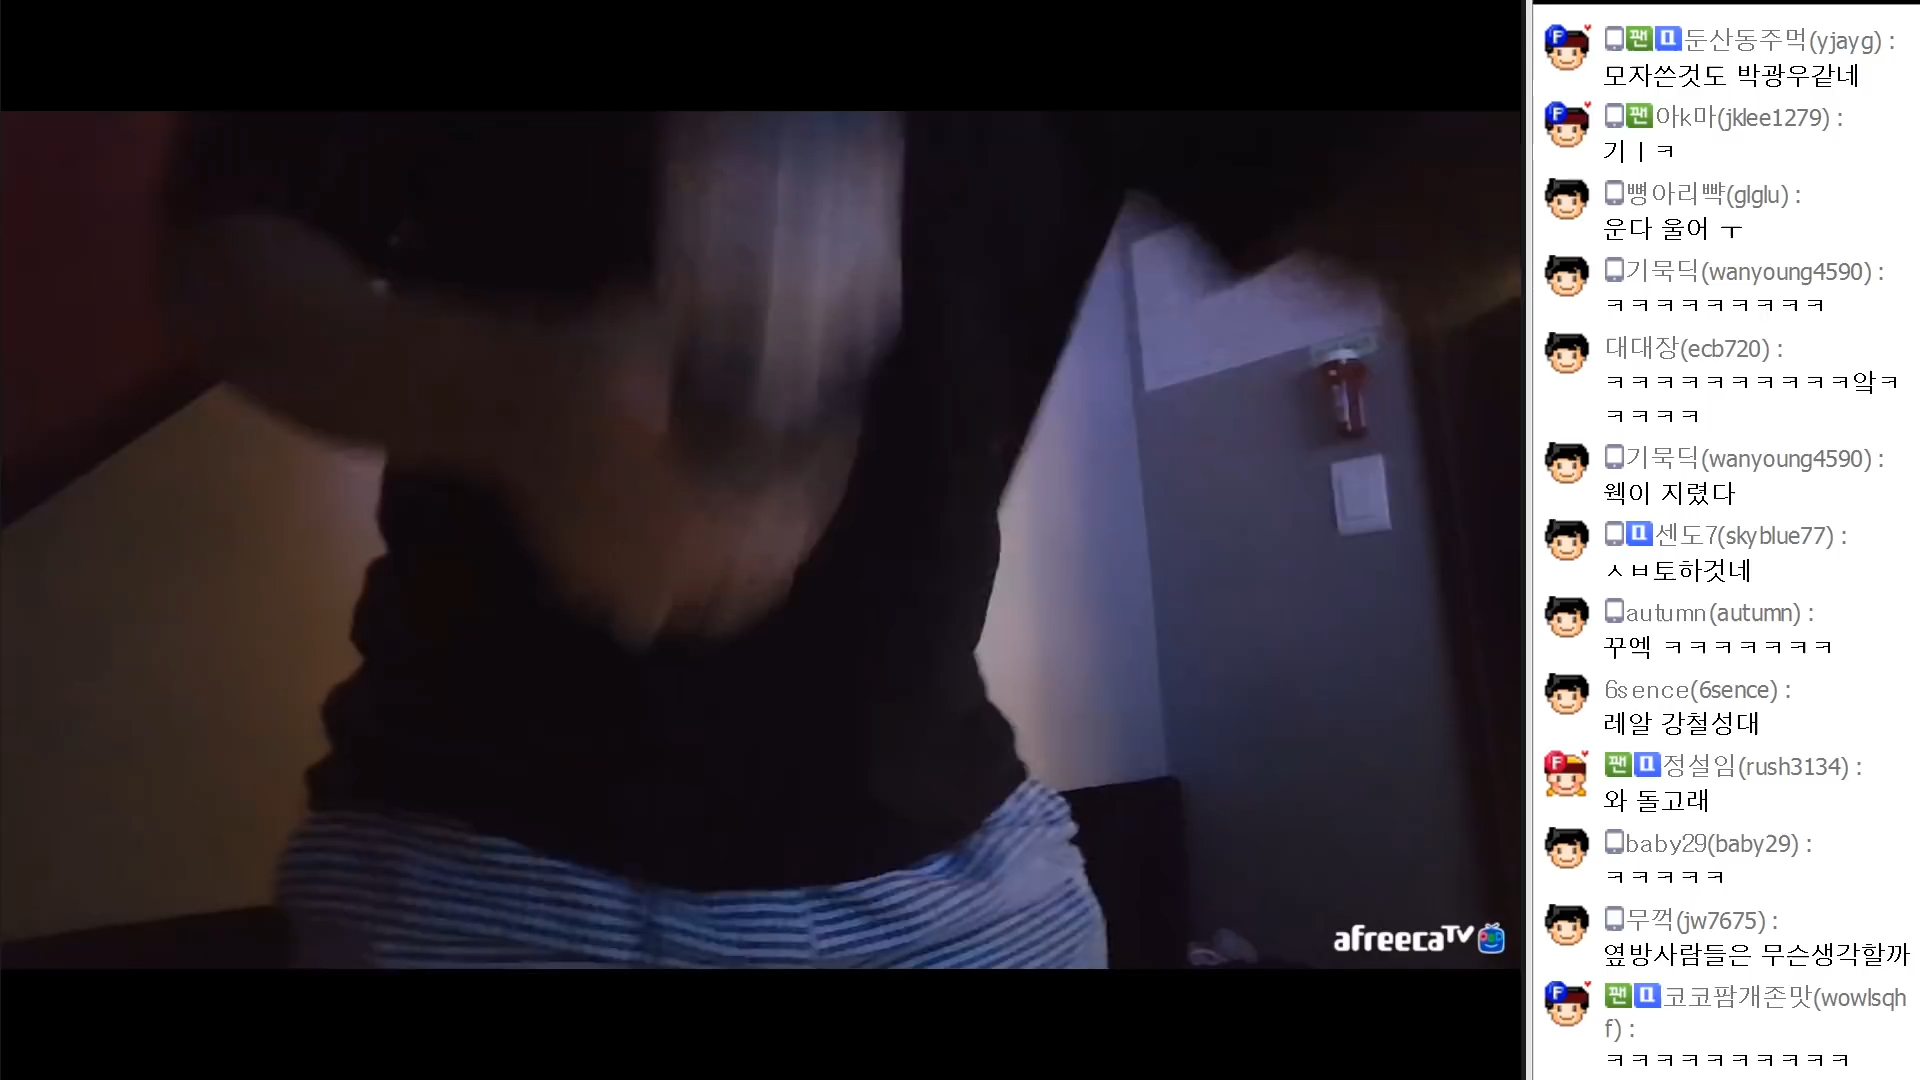 팬 둔산동주먹(yjayg) :
모자쓴것도 박광우같네
팬 아k마(jklee1279) :
기ㅣㅋ
뼝아리빡(glglu) :
운다 울어 ㅜ
기묵딕(wanyoung4590) :
ㅋㅋㅋㅋㅋㅋㅋㅋㅋ
대대장(ecb720) :
ㅋㅋㅋㅋㅋㅋㅋㅋㅋㅋ앜ㅋ
ㅋㅋㅋㅋ
기묵딕(wanyoung4590) :
웩이 지렸다
센도7(skyblue77) :
ㅅㅂ토하것네
autumn(autumn) :
꾸엑 ㅋㅋㅋㅋㅋㅋㅋ
6sence(6sence) :
레알 강철성대
팬 정설임(rush3134) :
와 돌고래
baby29(baby29) :
ㅋㅋㅋㅋㅋ
무꺽(jw7675) :
옆방사람들은 무슨생각할까
팬 코코팜개존맛(wowlsqh
f) :
ㅋㅋㅋㅋㅋㅋㅋㅋㅋㅋ
afreecaTV